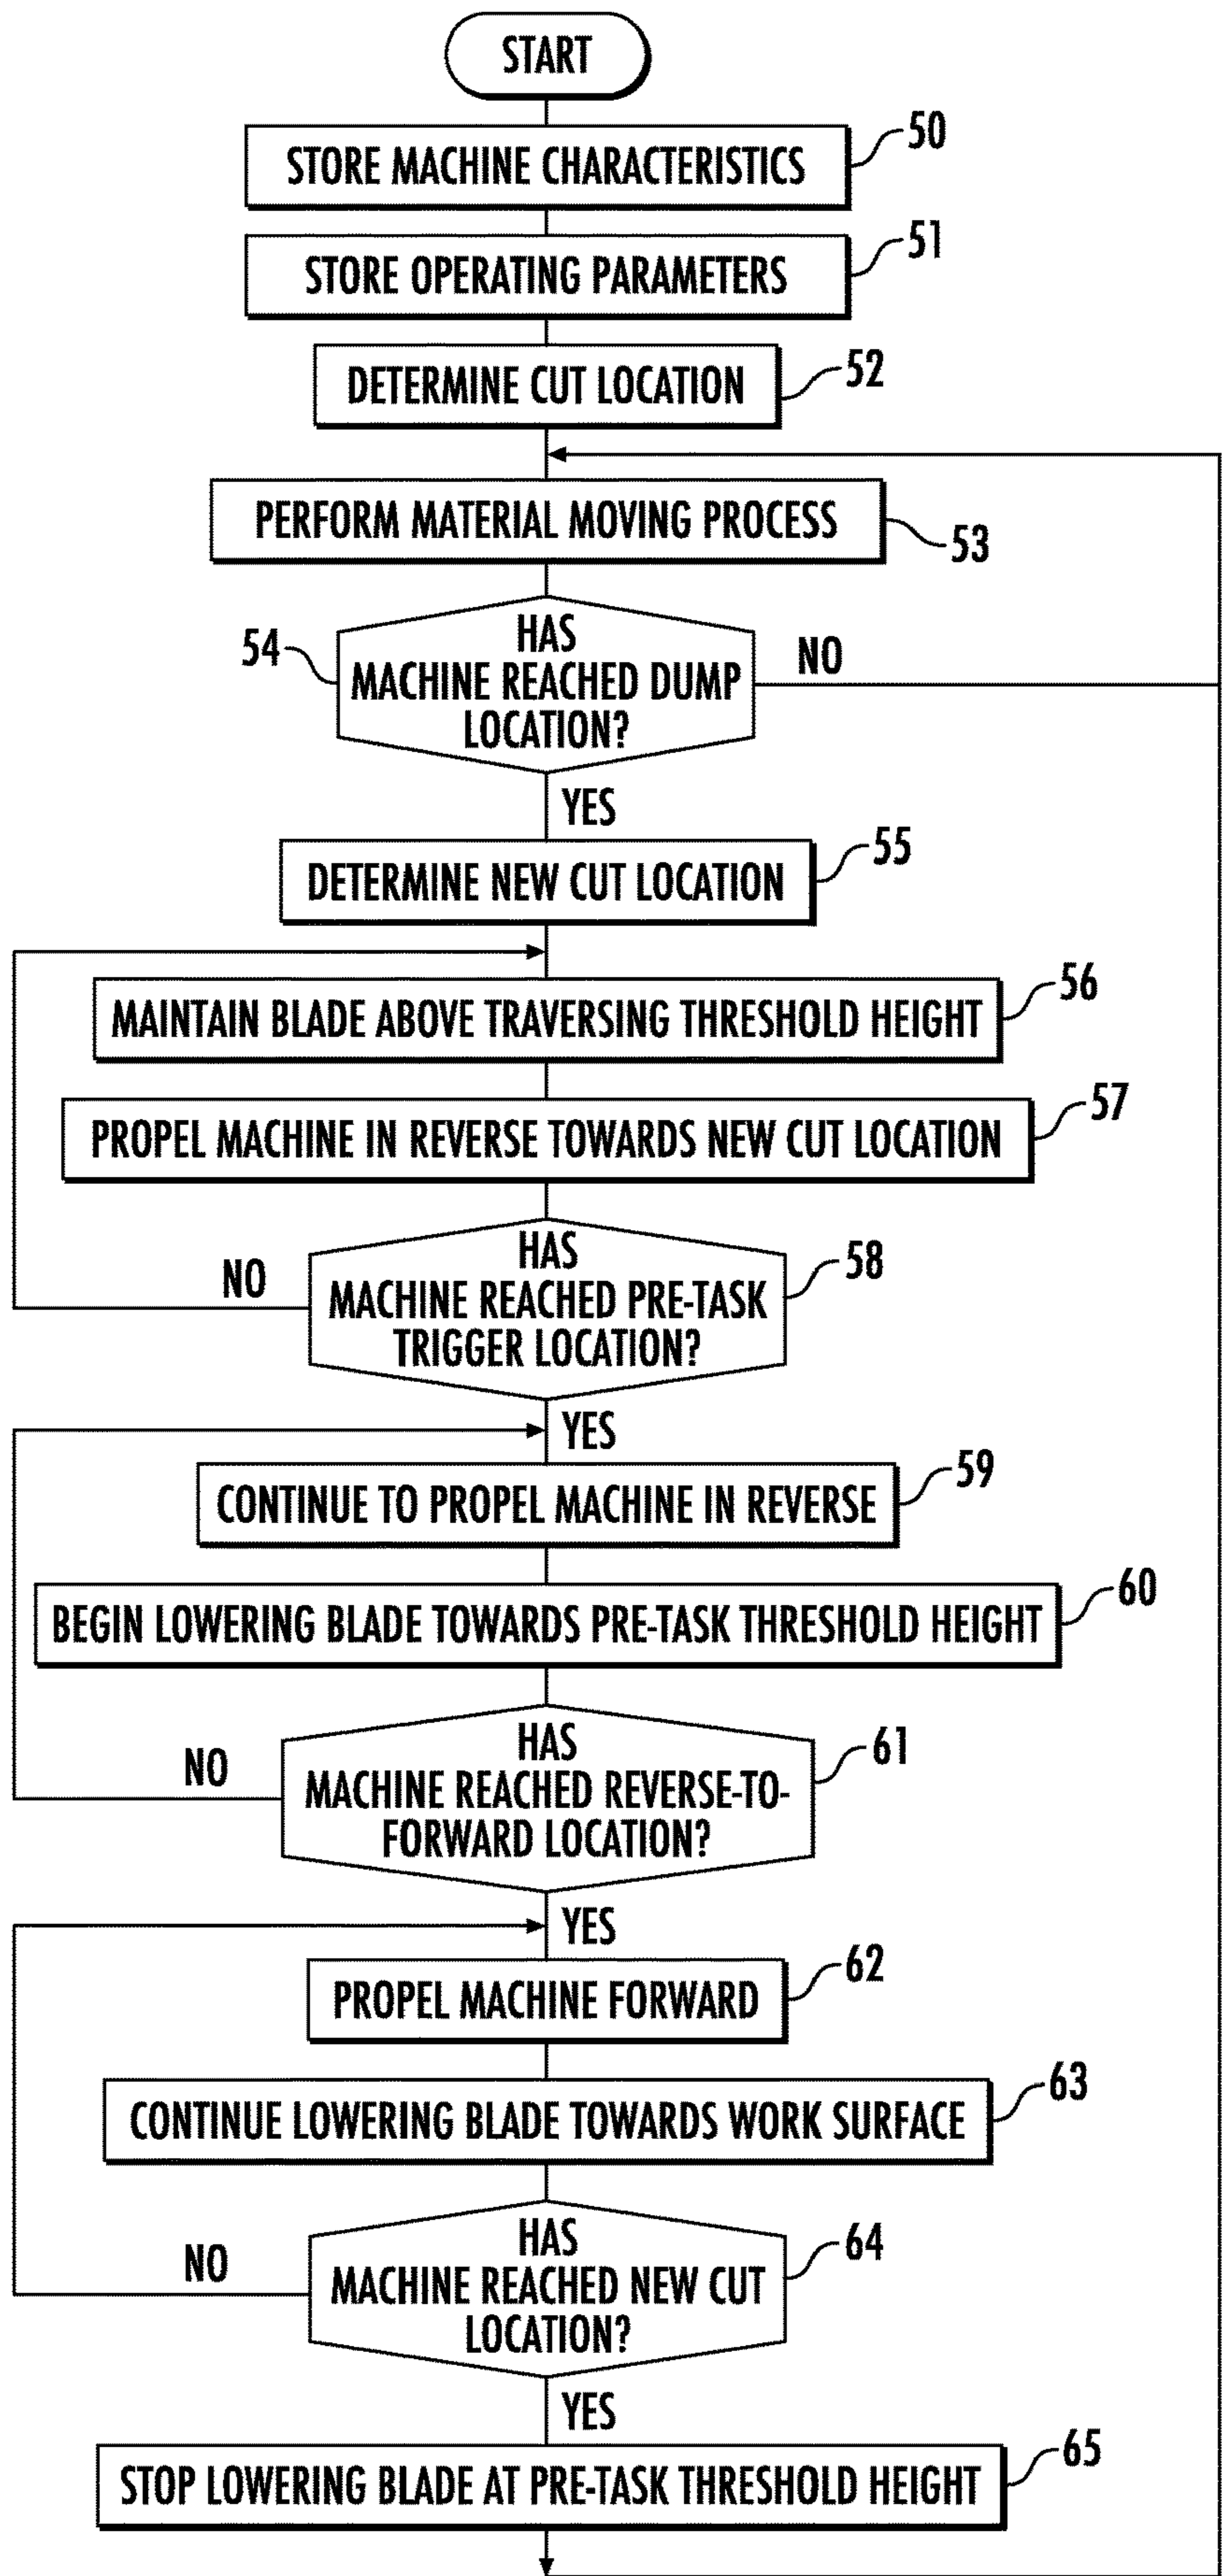 START
STORE MACHINE CHARACTERISTICS
50
STORE OPERATING PARAMETERS
51
DETERMINE CUT LOCATION
52
PERFORM MATERIAL MOVING PROCESS
53
54
HAS
MACHINE REACHED DUMP
LOCATION?
NO
YES
DETERMINE NEW CUT LOCATION
55
MAINTAIN BLADE ABOVE TRAVERSING THRESHOLD HEIGHT
56
PROPEL MACHINE IN REVERSE TOWARDS NEW CUT LOCATION
57
HAS
MACHINE REACHED PRE-TASK
TRIGGER LOCATION?
58
NO
YES
CONTINUE TO PROPEL MACHINE IN REVERSE
59
BEGIN LOWERING BLADE TOWARDS PRE-TASK THRESHOLD HEIGHT
60
HAS
MACHINE REACHED REVERSE-TO-
FORWARD LOCATION?
61
NO
YES
PROPEL MACHINE FORWARD
62
CONTINUE LOWERING BLADE TOWARDS WORK SURFACE
63
HAS
MACHINE REACHED NEW CUT
LOCATION?
64
NO
YES
STOP LOWERING BLADE AT PRE-TASK THRESHOLD HEIGHT
65